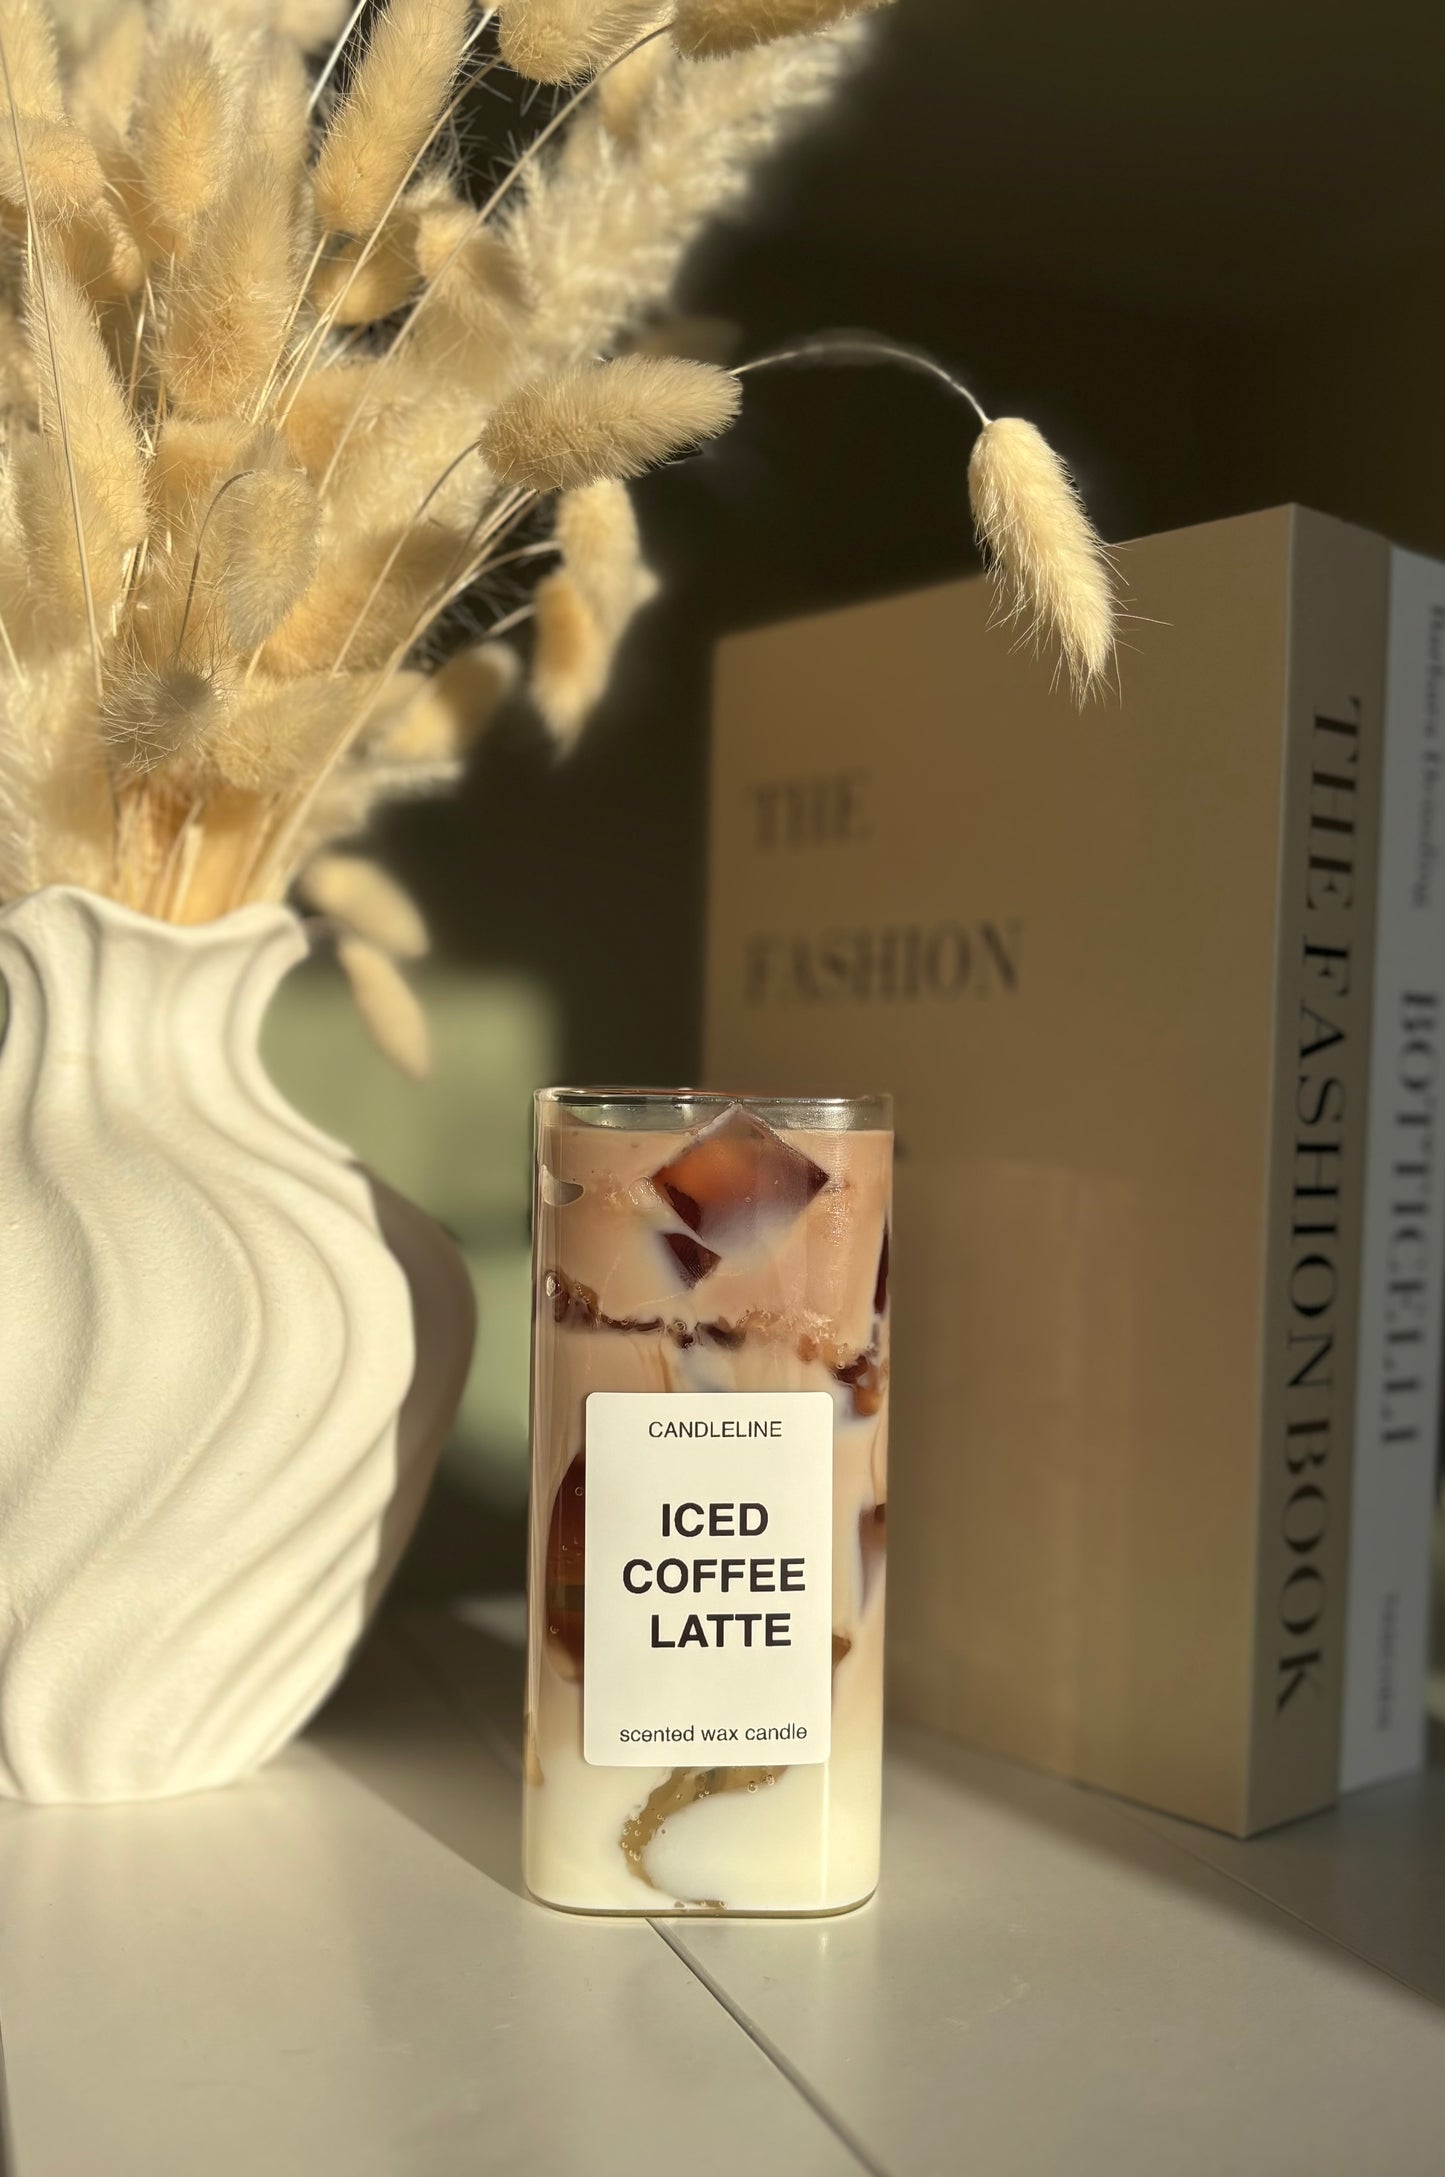 THE
FASHION
THE FASHION BOOK
BOTTICELLI
CANDLELINE
ICED
COFFEE
LATTE
scented wax candle